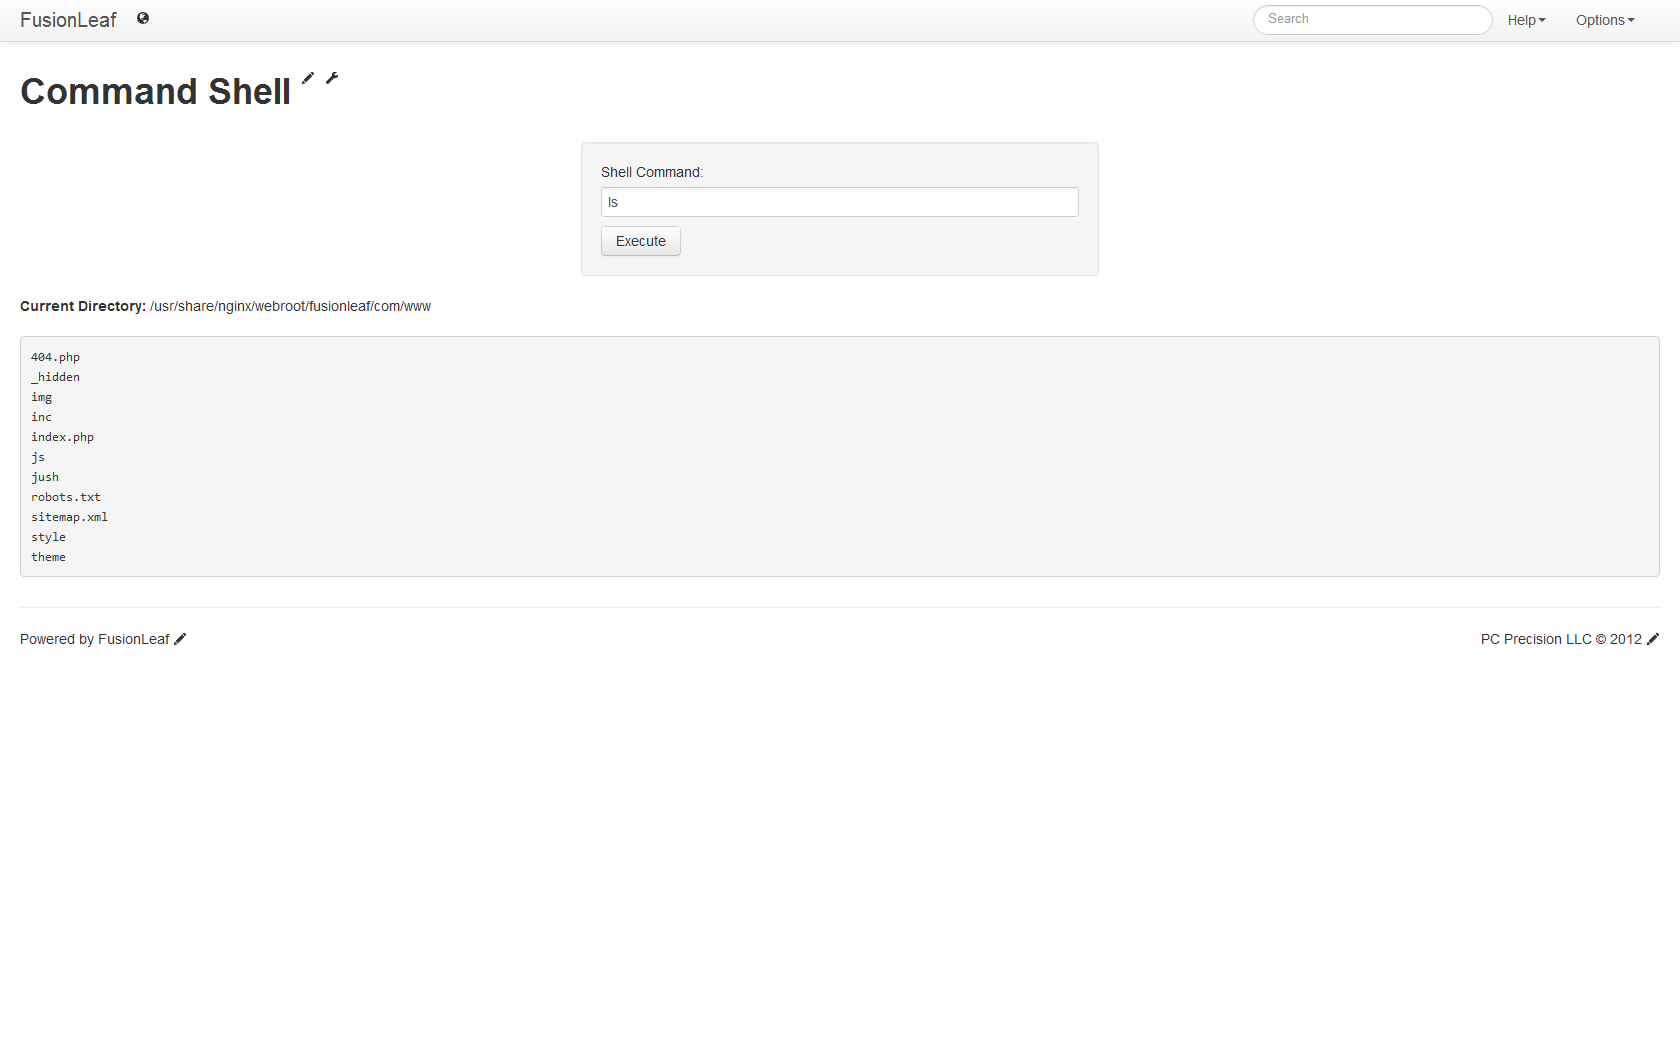 FusionLeaf
Search
Help
Options
Command Shell
Shell Command:
ls
Execute
Current Directory: /usr/share/nginx/webroot/fusionleaf/com/www
404.php
_hidden
img
inc
index.php
js
jush
robots.txt
sitemap.xml
style
theme
Powered by FusionLeaf
PC Precision LLC © 2012